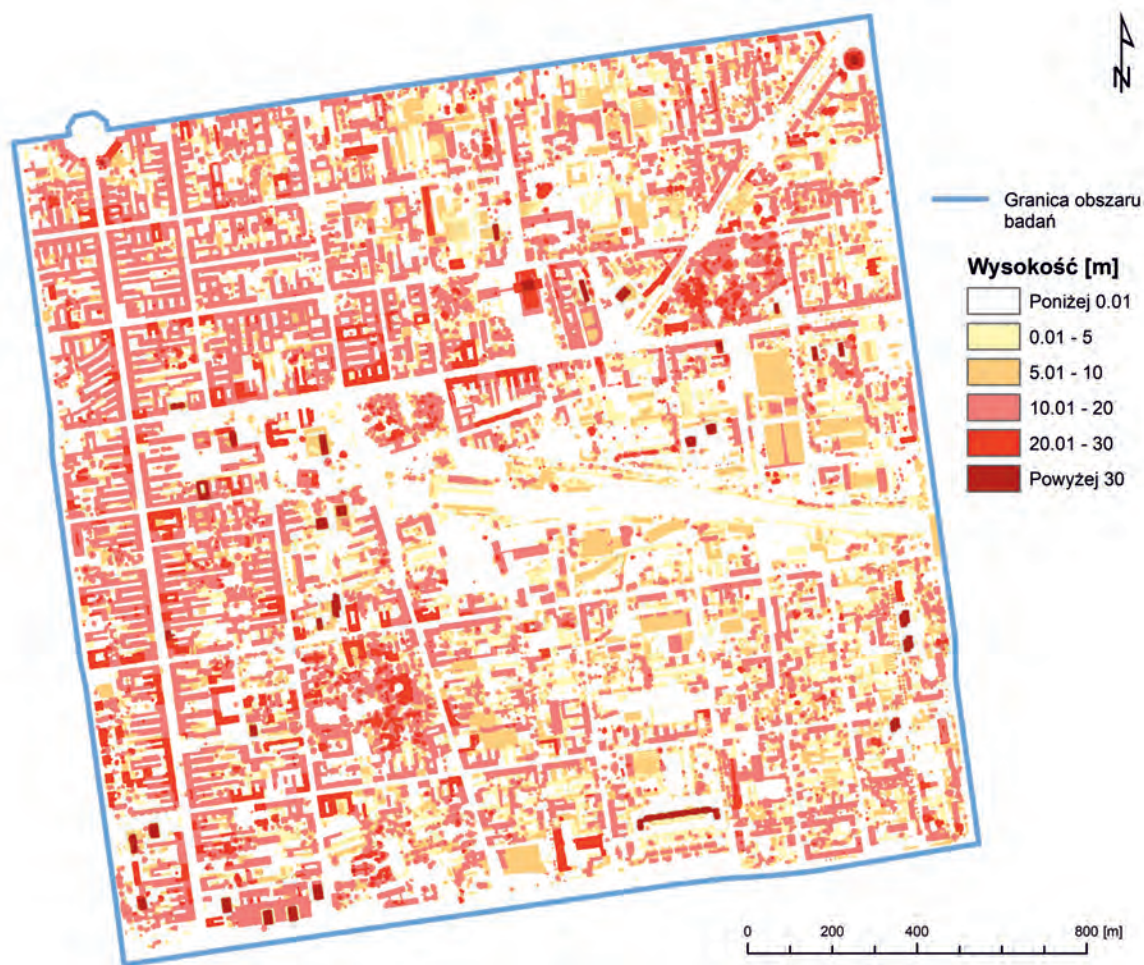 N
Granica obszaru
badań
Wysokość [m]
Poniżej 0.01
0.01 - 5
5.01 - 10
10.01 - 20
20.01 - 30
Powyżej 30
0 200 400 800 [m]